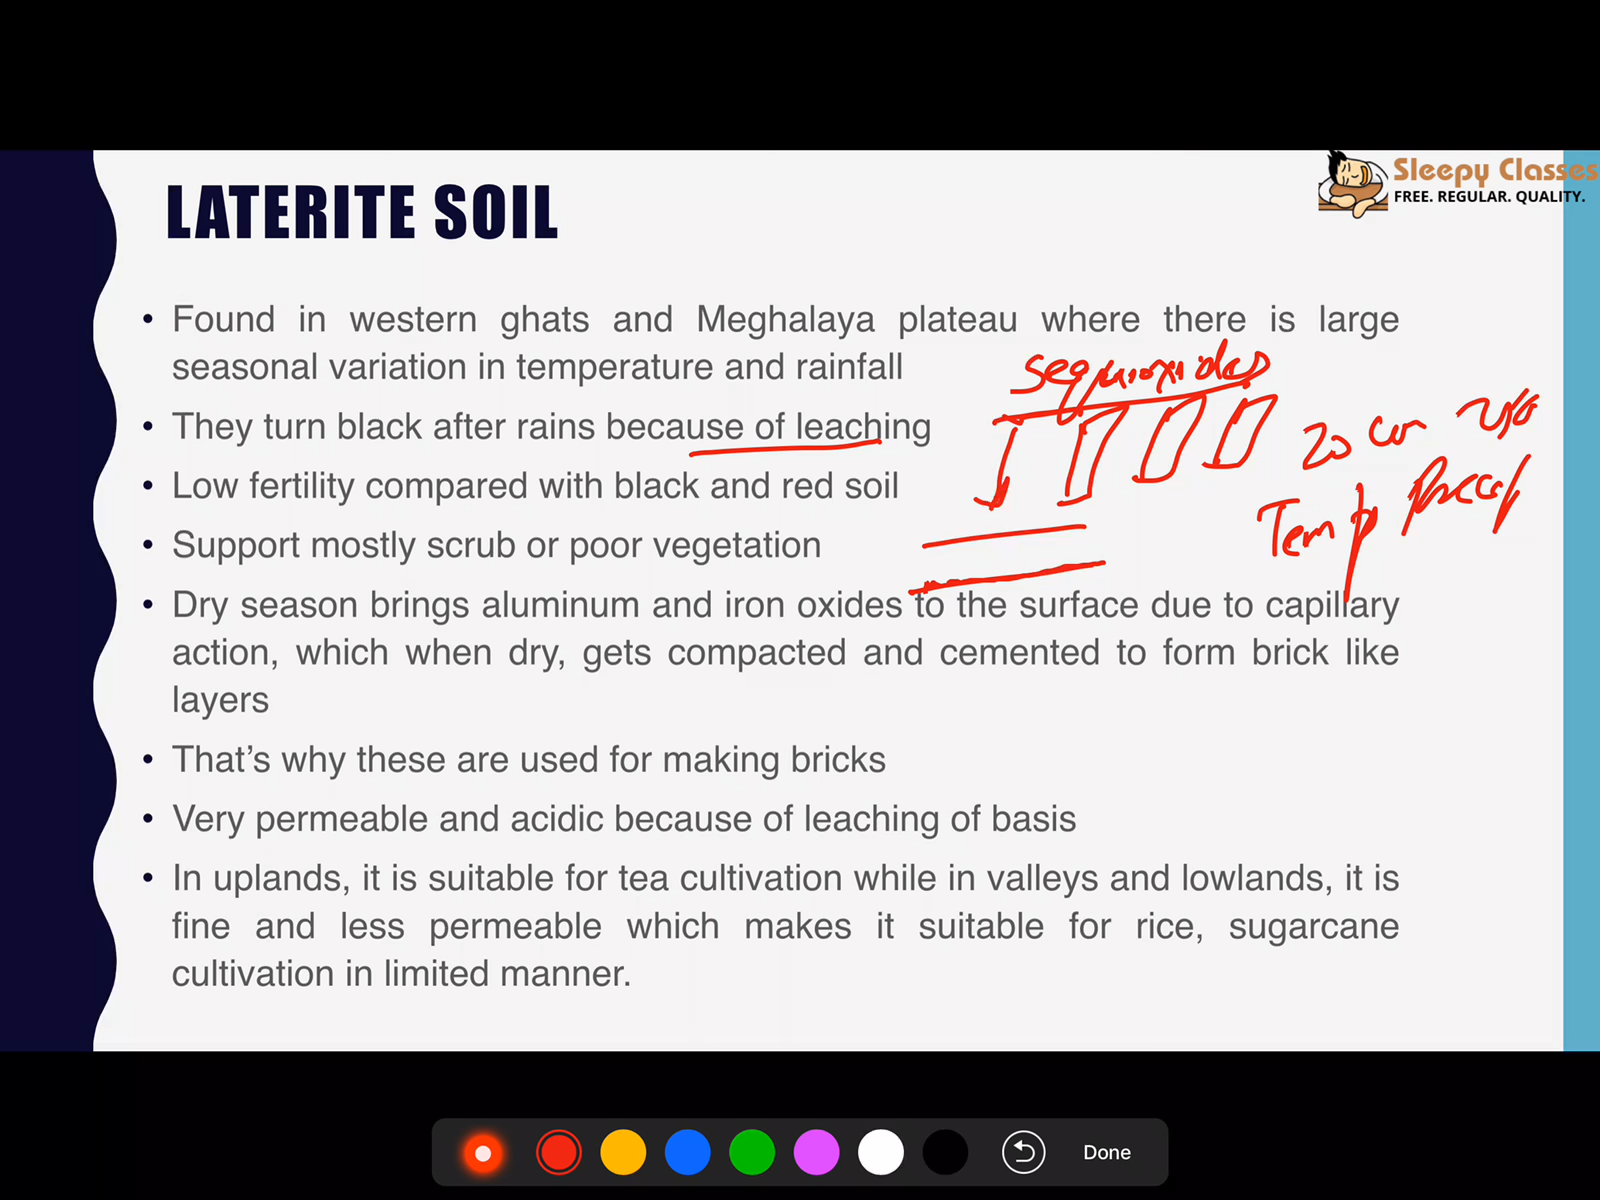 Sleepy Classes
FREE. REGULAR. QUALITY.
LATERITE SOIL
• Found in western ghats and Meghalaya plateau where there is large
seasonal variation in temperature and rainfall
• They turn black after rains because of leaching
• Low fertility compared with black and red soil
• Support mostly scrub or poor vegetation
• Dry season brings aluminum and iron oxides to the surface due to capillary
action, which when dry, gets compacted and cemented to form brick like
layers
• That's why these are used for making bricks
• Very permeable and acidic because of leaching of basis
• In uplands, it is suitable for tea cultivation while in valleys and lowlands, it is
fine and less permeable which makes it suitable for rice, sugarcane
cultivation in limited manner.
20 cm
Temp
Done